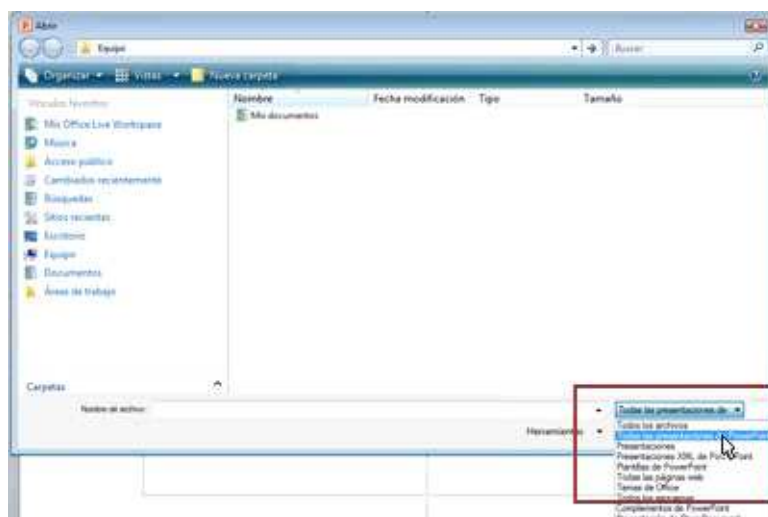 Abrir
Equipo
Buscar
Organizar
Vistas
Nueva carpeta
Vínculos favoritos
Mis Office Live Workspace
Música
Acceso público
Cambiados recientemente
Búsquedas
Sitios recientes
Escritorio
Equipo
Documentos
Áreas de trabajo
Carpetas
Nombre
Fecha modificación
Tipo
Tamaño
Mis documentos
Nombre de archivo:
Todas las presentaciones de
Herramientas
Todos los archivos
Todas las presentaciones de PowerPoint
Presentaciones
Presentaciones XML de PowerPoint
Plantillas de PowerPoint
Todas las páginas web
Temas de Office
Todos los esquemas
Complementos de PowerPoint